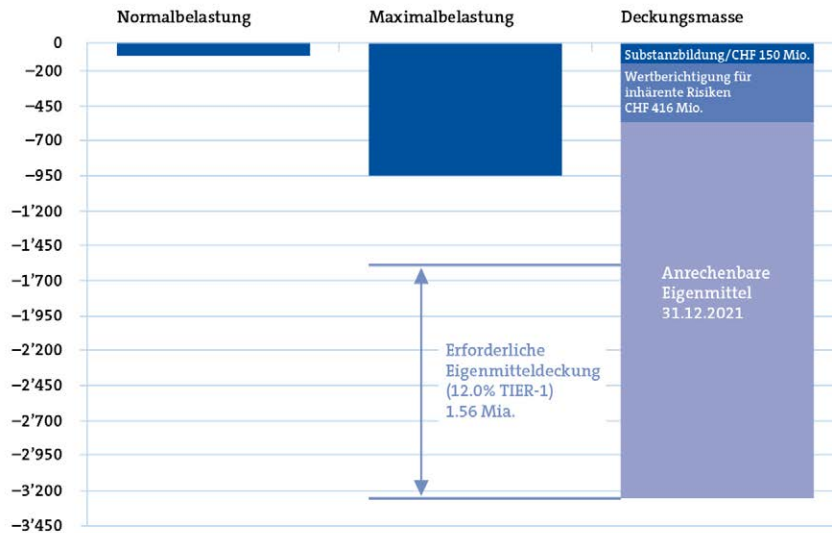 Normalbelastung
Maximalbelastung
Deckungsmasse
0
–200
–450
–700
–950
–1’200
–1’450
–1’700
–1’950
–2’200
–2’450
–2’700
–2’950
–3’200
–3’450
Substanzbildung/CHF 150 Mio.
Wertberichtigung für
inhärente Risiken
CHF 416 Mio.
Anrechenbare
Eigenmittel
31.12.2021
Erforderliche
Eigenmitteldeckung
(12.0% TIER-1)
1.56 Mia.